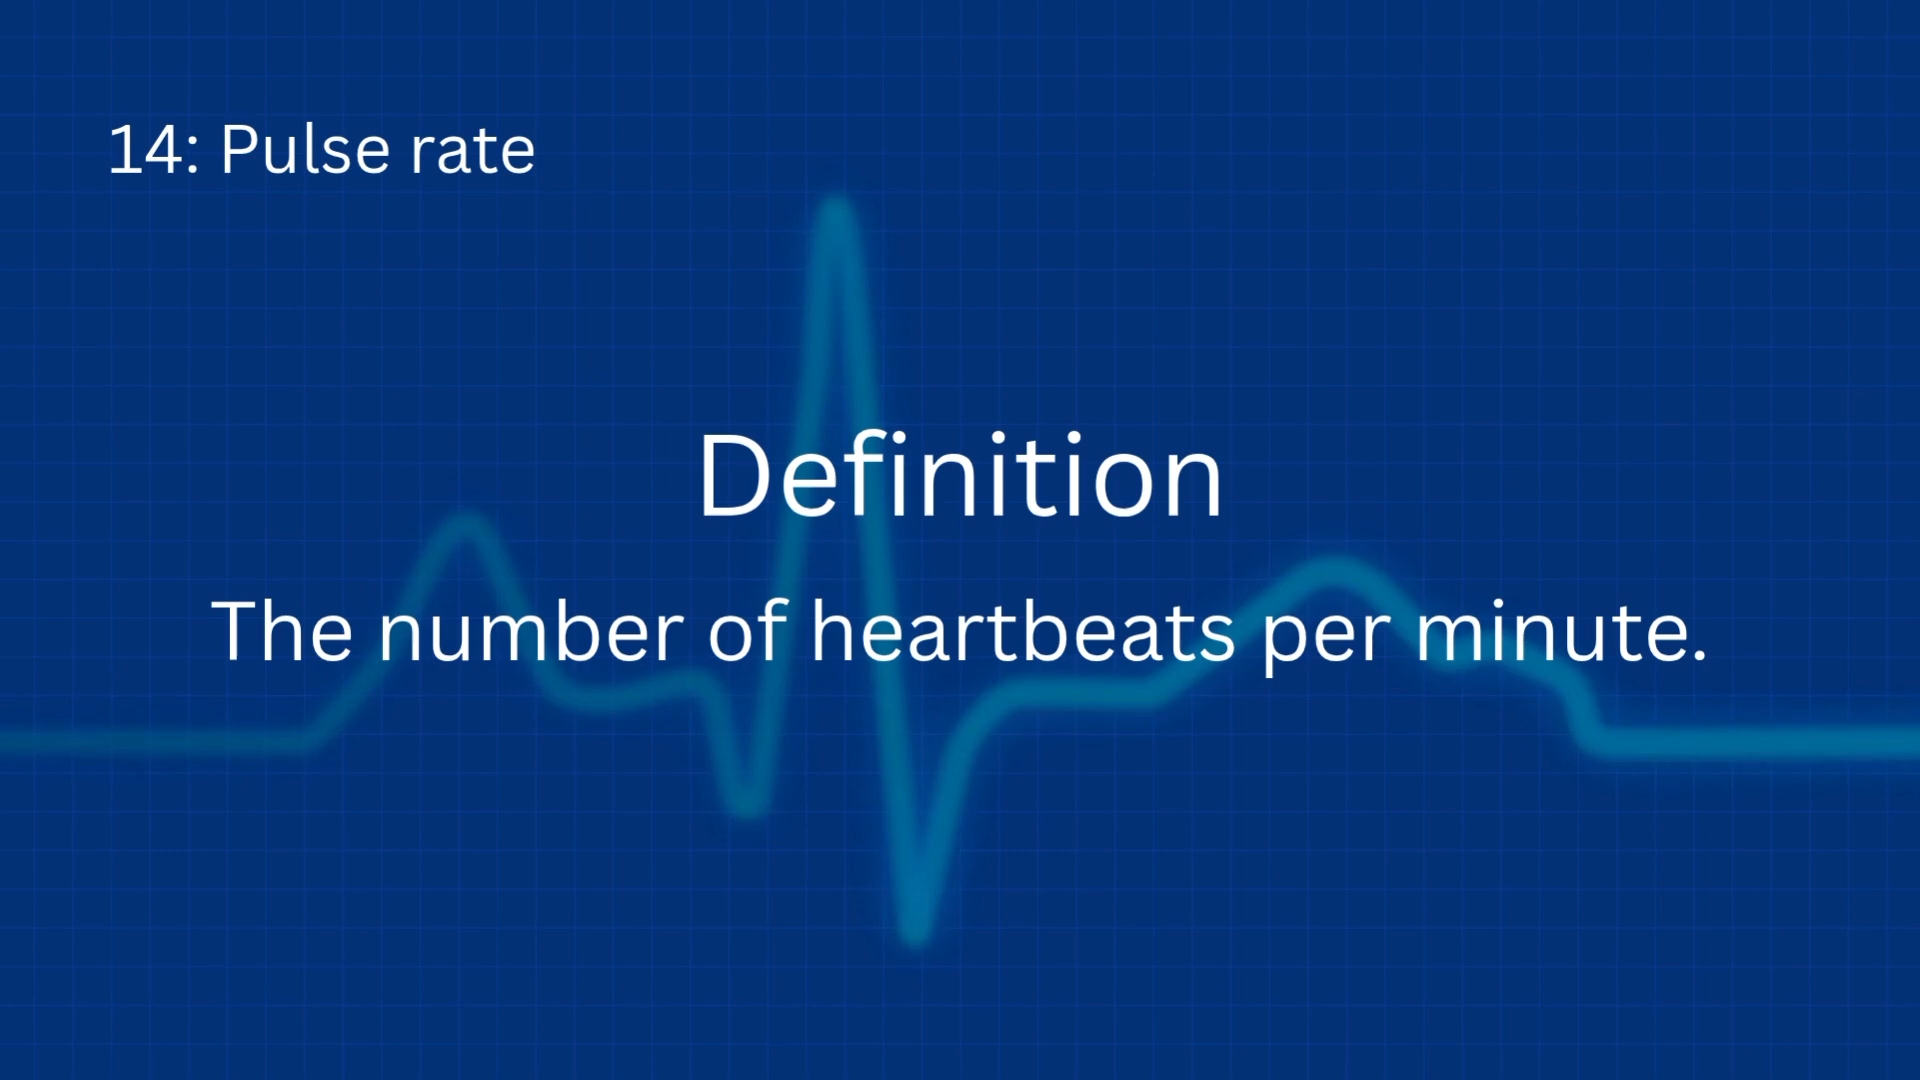 14: Pulse rate
Definition
The number of heartbeats per minute.